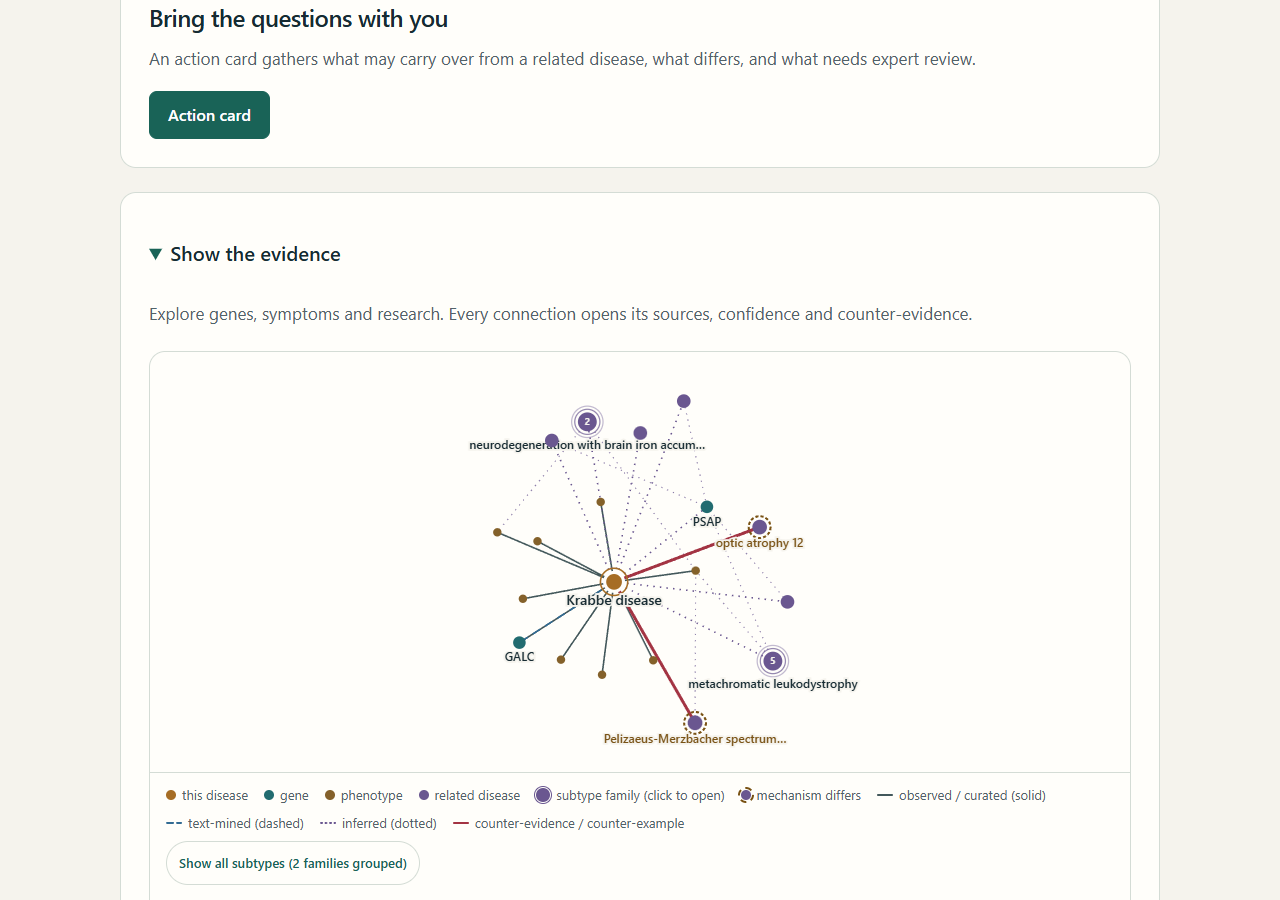 Bring the questions with you
An action card gathers what may carry over from a related disease, what differs, and what needs expert review.
Action card
Show the evidence
Explore genes, symptoms and research. Every connection opens its sources, confidence and counter-evidence.
2
neurodegeneration with brain iron accum...
PSAP
optic atrophy 12
Krabbe disease
GALC
5
metachromatic leukodystrophy
Pelizaeus-Merzbacher spectrum...
this disease gene phenotype related disease subtype family (click to open) mechanism differs observed / curated (solid)
text-mined (dashed) inferred (dotted) counter-evidence / counter-example
Show all subtypes (2 families grouped)